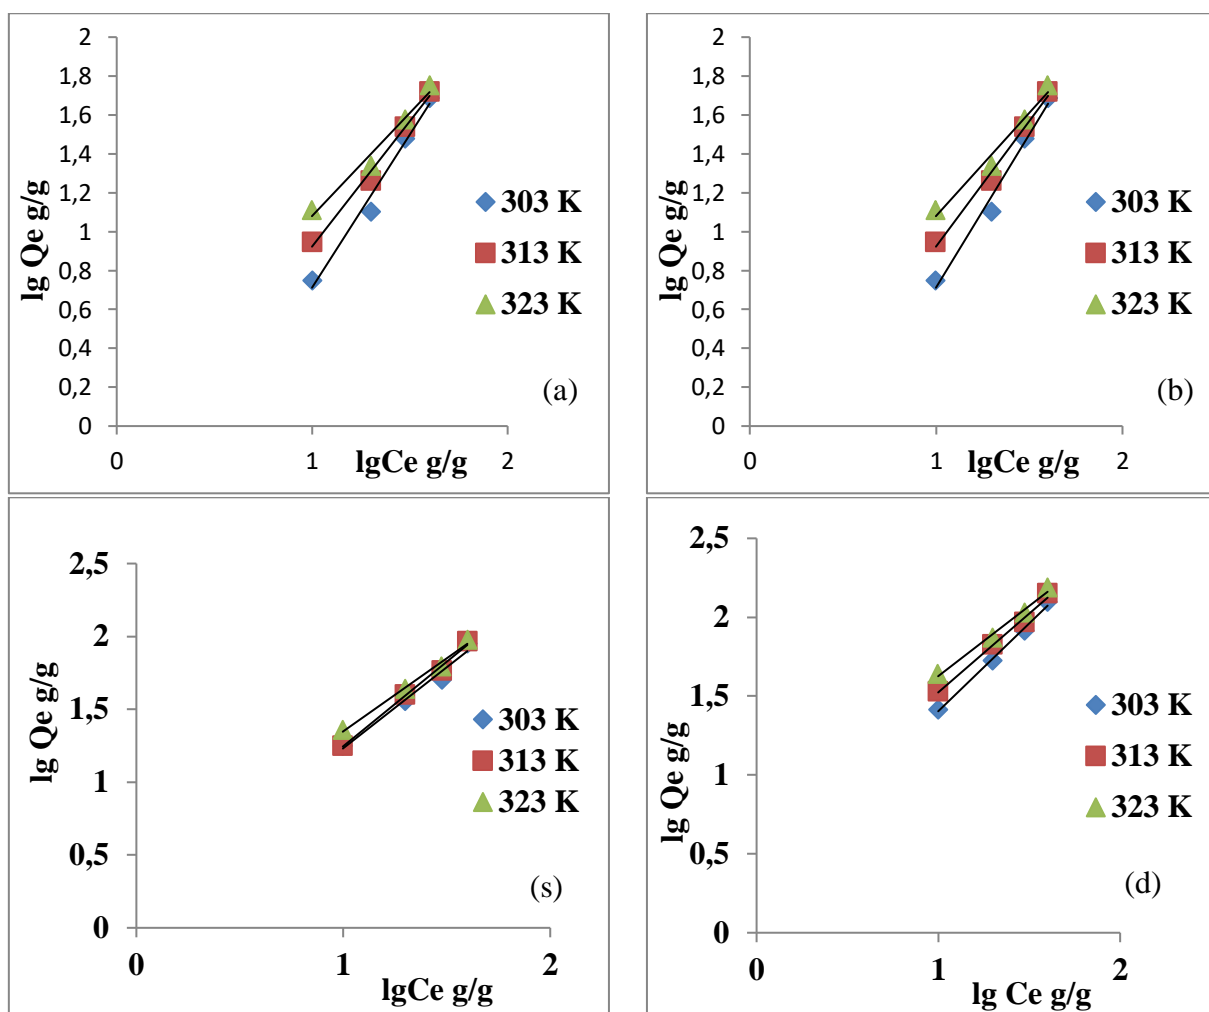 2
1,8
1,6
1,4
1,2
1
0,8
0,6
0,4
0,2
0
0
1
2
lg Qe g/g
lgCe g/g
303 K
313 K
323 K
(a)
2
1,8
1,6
1,4
1,2
1
0,8
0,6
0,4
0,2
0
0
1
2
lg Qe g/g
lgCe g/g
303 K
313 K
323 K
(b)
2,5
2
1,5
1
0,5
0
0
1
2
lg Qe g/g
lgCe g/g
303 K
313 K
323 K
(s)
2,5
2
1,5
1
0,5
0
0
1
2
lg Qe g/g
lg Ce g/g
303 K
313 K
323 K
(d)